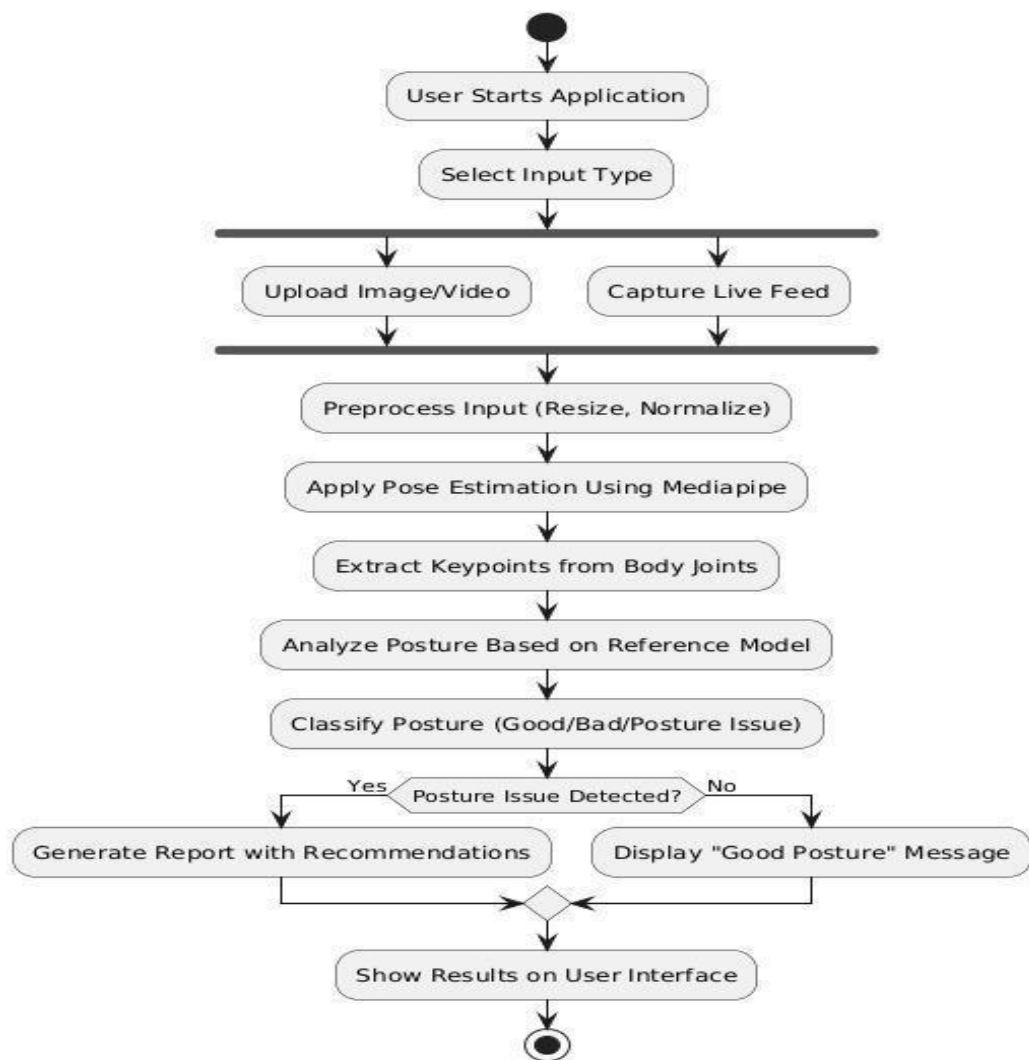 User Starts Application
Select Input Type
Upload Image/Video
Capture Live Feed
Preprocess Input (Resize, Normalize)
Apply Pose Estimation Using Mediapipe
Extract Keypoints from Body Joints
Analyze Posture Based on Reference Model
Classify Posture (Good/Bad/Posture Issue)
Yes
Posture Issue Detected?
No
Generate Report with Recommendations
Display "Good Posture" Message
Show Results on User Interface